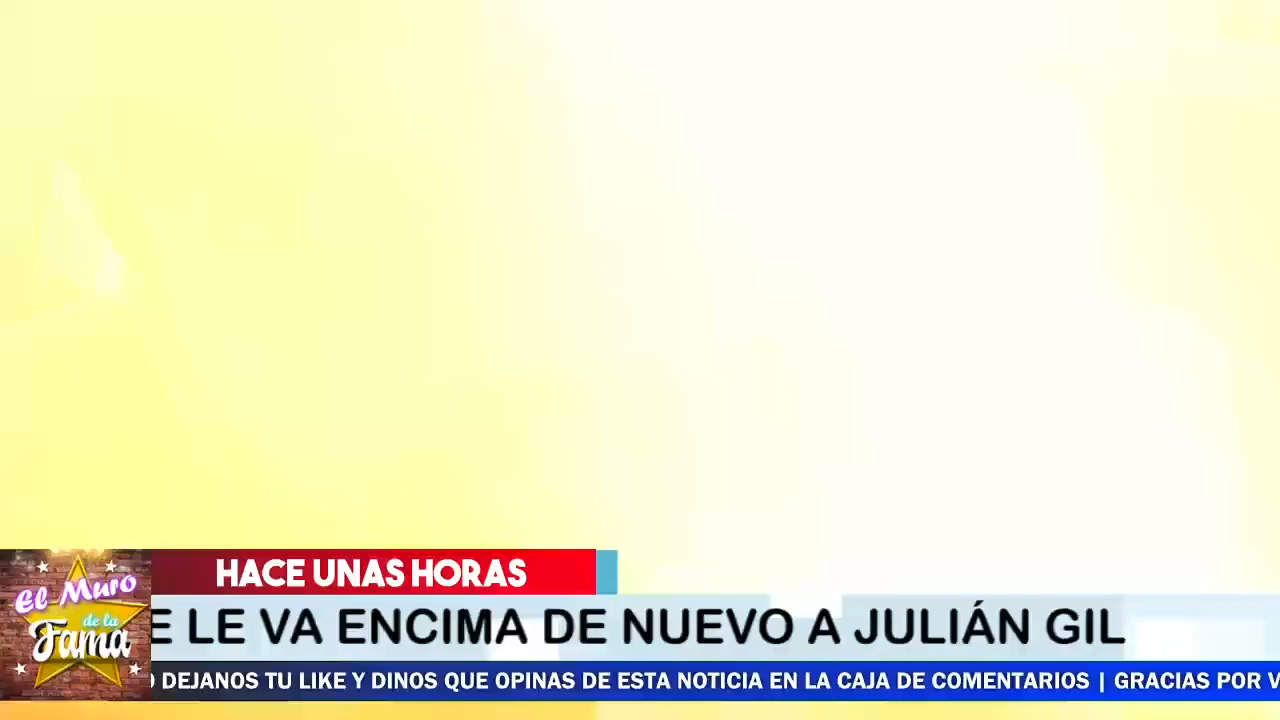 HACE UNAS HORAS
E LE VA ENCIMA DE NUEVO A JULIÁN GIL
El Muro
de la
Fama
DEJANOS TU LIKE Y DINOS QUE OPINAS DE ESTA NOTICIA EN LA CAJA DE COMENTARIOS | GRACIAS POR V